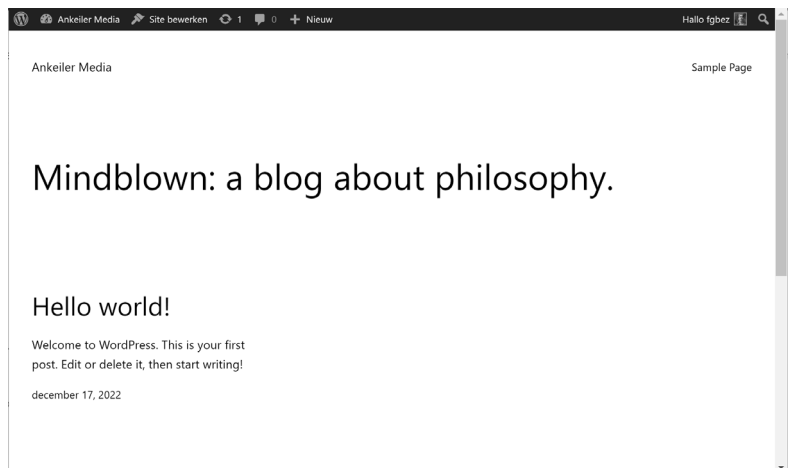 Ankeiler Media Site bewerken 1 0 Nieuw Hallo fgbez
Ankeiler Media Sample Page
Mindblown: a blog about philosophy.
Hello world!
Welcome to WordPress. This is your first
post. Edit or delete it, then start writing!
december 17, 2022